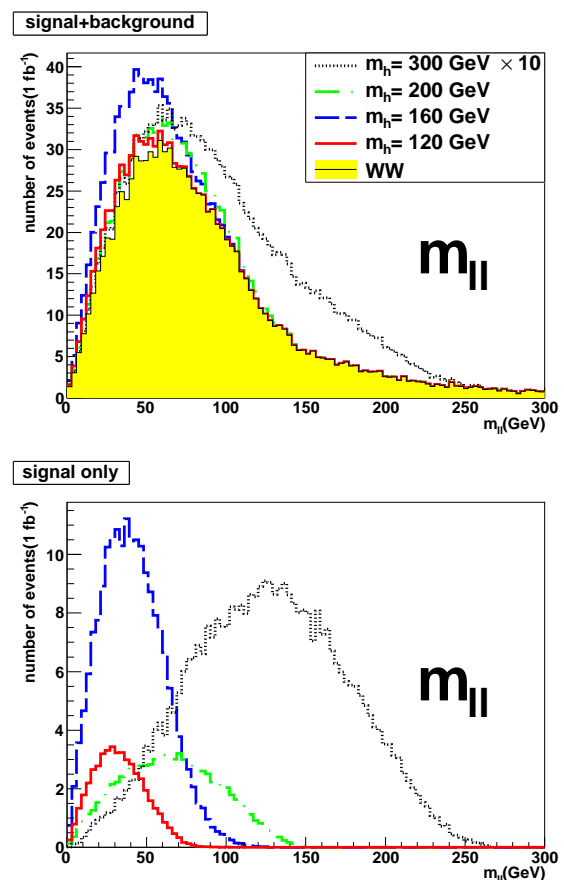 signal+background
number of events(1 fb⁻¹)
40
35
30
25
20
15
10
5
0
m_h= 300 GeV × 10
m_h= 200 GeV
m_h= 160 GeV
m_h= 120 GeV
WW
m_ll
0 50 100 150 200 250 300
m_ll(GeV)
signal only
number of events(1 fb⁻¹)
10
8
6
4
2
0
m_ll
0 50 100 150 200 250 300
m_ll(GeV)